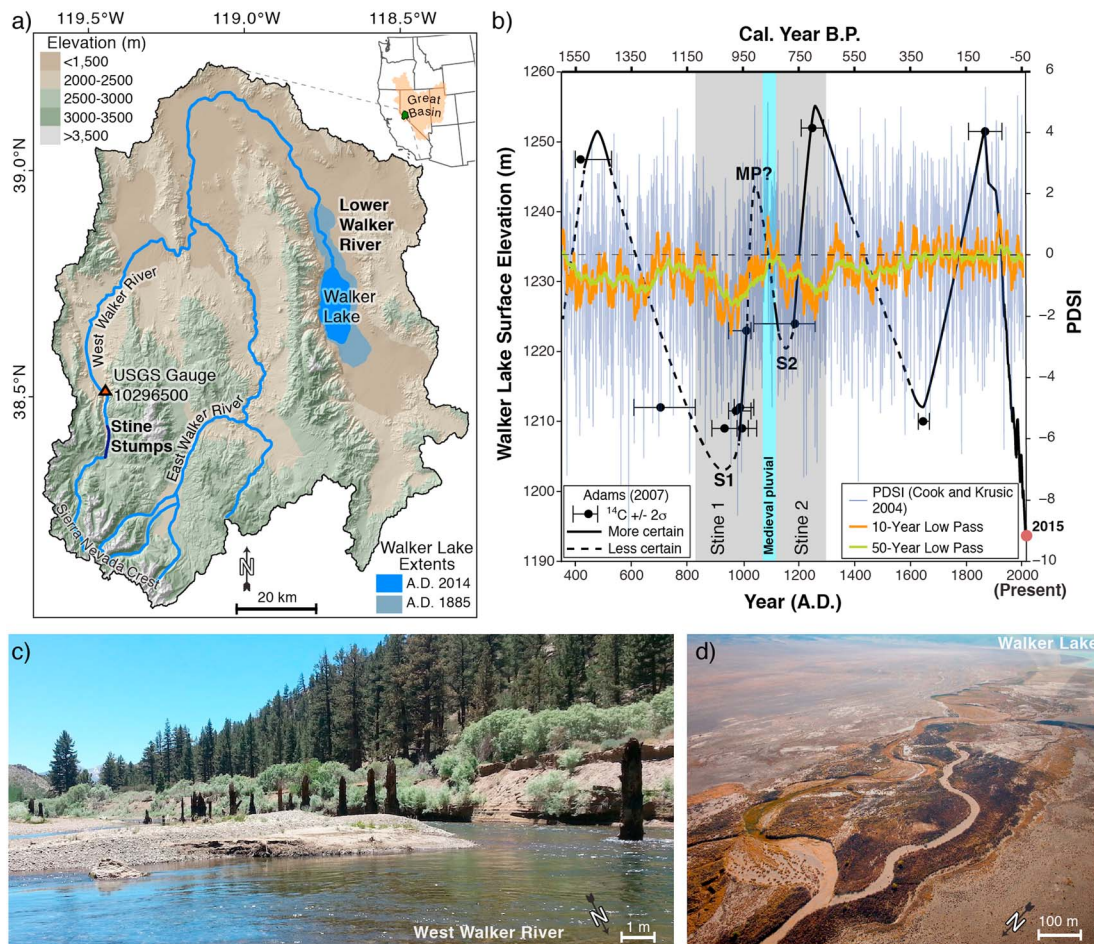 a)
119.5°W
119.0°W
118.5°W
Elevation (m)
<1,500
2000-2500
2500-3000
3000-3500
>3,500
Great
Basin
39.0°N
38.5°N
Lower
Walker
River
Walker
Lake
West Walker River
USGS Gauge
10296500
Stine
Stumps
East Walker River
Sierra Nevada Crest
N
20 km
Walker Lake
Extents
A.D. 2014
A.D. 1885
b)
Cal. Year B.P.
1550 1350 1150 950 750 550 350 150 -50
Walker Lake Surface Elevation (m)
1260
1250
1240
1230
1220
1210
1200
1190
6
4
2
0
−2
−4
−6
−8
−10
PDSI
MP?
S1
S2
Stine 1
Medieval pluvial
Stine 2
Adams (2007)
¹⁴C +/- 2σ
More certain
Less certain
PDSI (Cook and Krusic
2004)
10-Year Low Pass
50-Year Low Pass
2015
400 600 800 1000 1200 1400 1600 1800 2000
(Present)
Year (A.D.)
c)
West Walker River
N
1 m
d)
Walker Lake
N
100 m